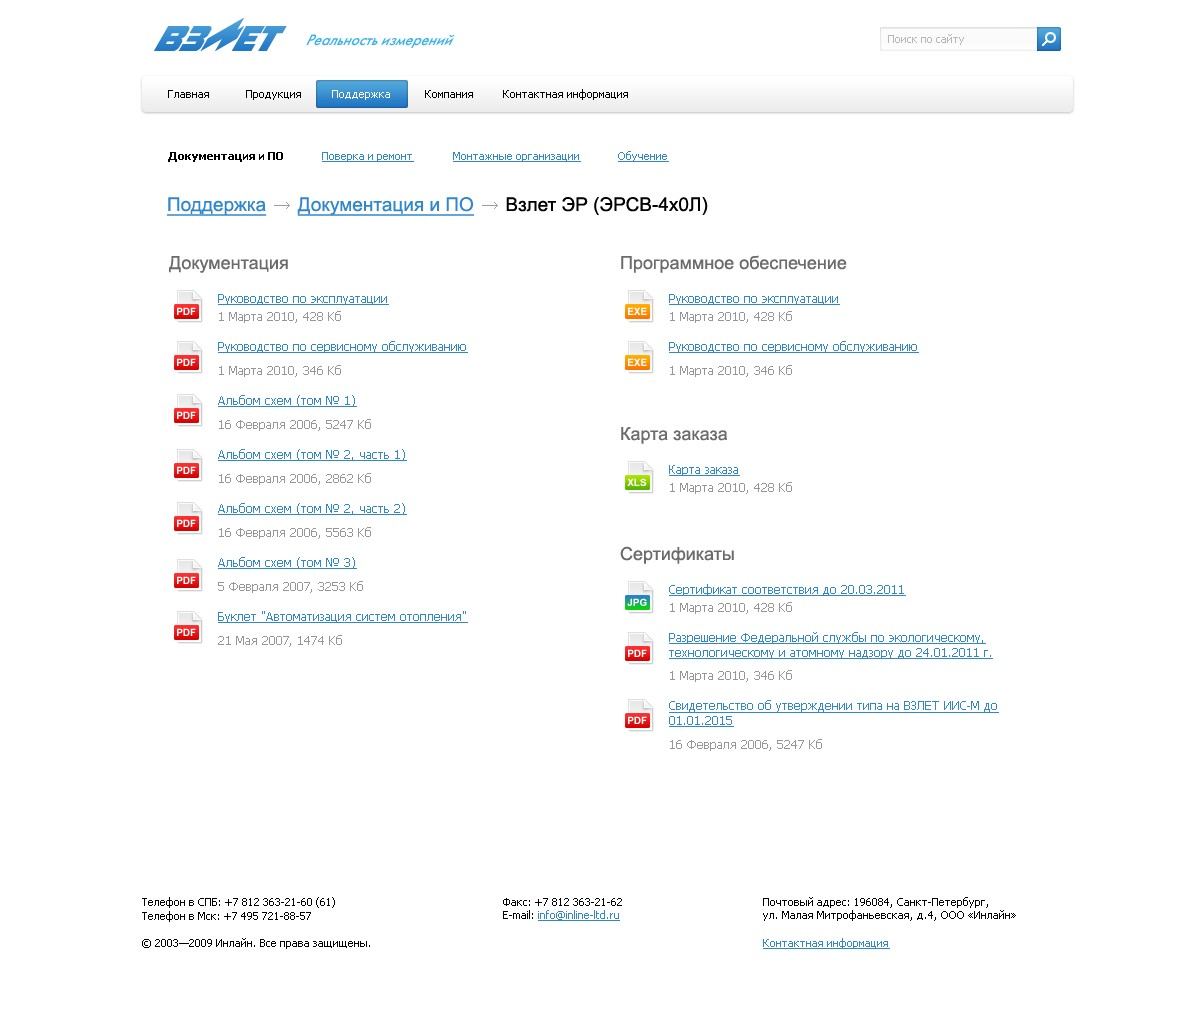 ВЗЛЕТ
Реальность измерений
Поиск по сайту
Главная
Продукция
Поддержка
Компания
Контактная информация
Документация и ПО
Поверка и ремонт
Монтажные организации
Обучение
Поддержка → Документация и ПО → Взлет ЭР (ЭРСВ-4х0Л)
Документация
PDF
Руководство по эксплуатации
1 Марта 2010, 428 Кб
PDF
Руководство по сервисному обслуживанию
1 Марта 2010, 346 Кб
PDF
Альбом схем (том № 1)
16 Февраля 2006, 5247 Кб
PDF
Альбом схем (том № 2, часть 1)
16 Февраля 2006, 2862 Кб
PDF
Альбом схем (том № 2, часть 2)
16 Февраля 2006, 5563 Кб
PDF
Альбом схем (том № 3)
5 Февраля 2007, 3253 Кб
PDF
Буклет "Автоматизация систем отопления"
21 Мая 2007, 1474 Кб
Программное обеспечение
EXE
Руководство по эксплуатации
1 Марта 2010, 428 Кб
EXE
Руководство по сервисному обслуживанию
1 Марта 2010, 346 Кб
Карта заказа
XLS
Карта заказа
1 Марта 2010, 428 Кб
Сертификаты
JPG
Сертификат соответствия до 20.03.2011
1 Марта 2010, 428 Кб
PDF
Разрешение Федеральной службы по экологическому,
технологическому и атомному надзору до 24.01.2011 г.
1 Марта 2010, 346 Кб
PDF
Свидетельство об утверждении типа на ВЗЛЕТ ИИС-М до
01.01.2015
16 Февраля 2006, 5247 Кб
Телефон в СПБ: +7 812 363-21-60 (61)
Телефон в Мск: +7 495 721-88-57
© 2003—2009 Инлайн. Все права защищены.
Факс: +7 812 363-21-62
E-mail: info@inline-ltd.ru
Почтовый адрес: 196084, Санкт-Петербург,
ул. Малая Митрофаньевская, д.4, ООО «Инлайн»
Контактная информация